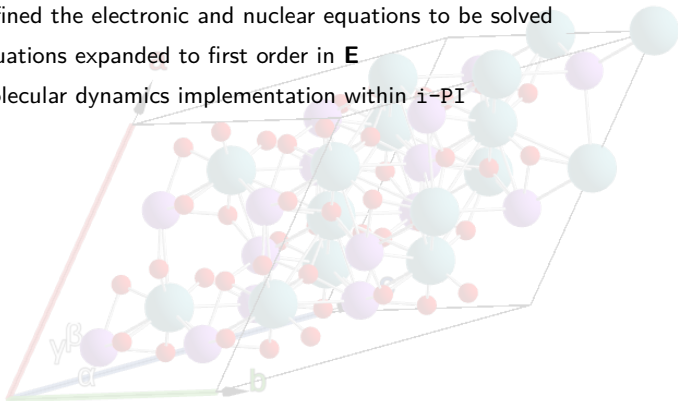 fined the electronic and nuclear equations to be solved
uations expanded to first order in E
olecular dynamics implementation within i-PI
a
c
γ β
α
b